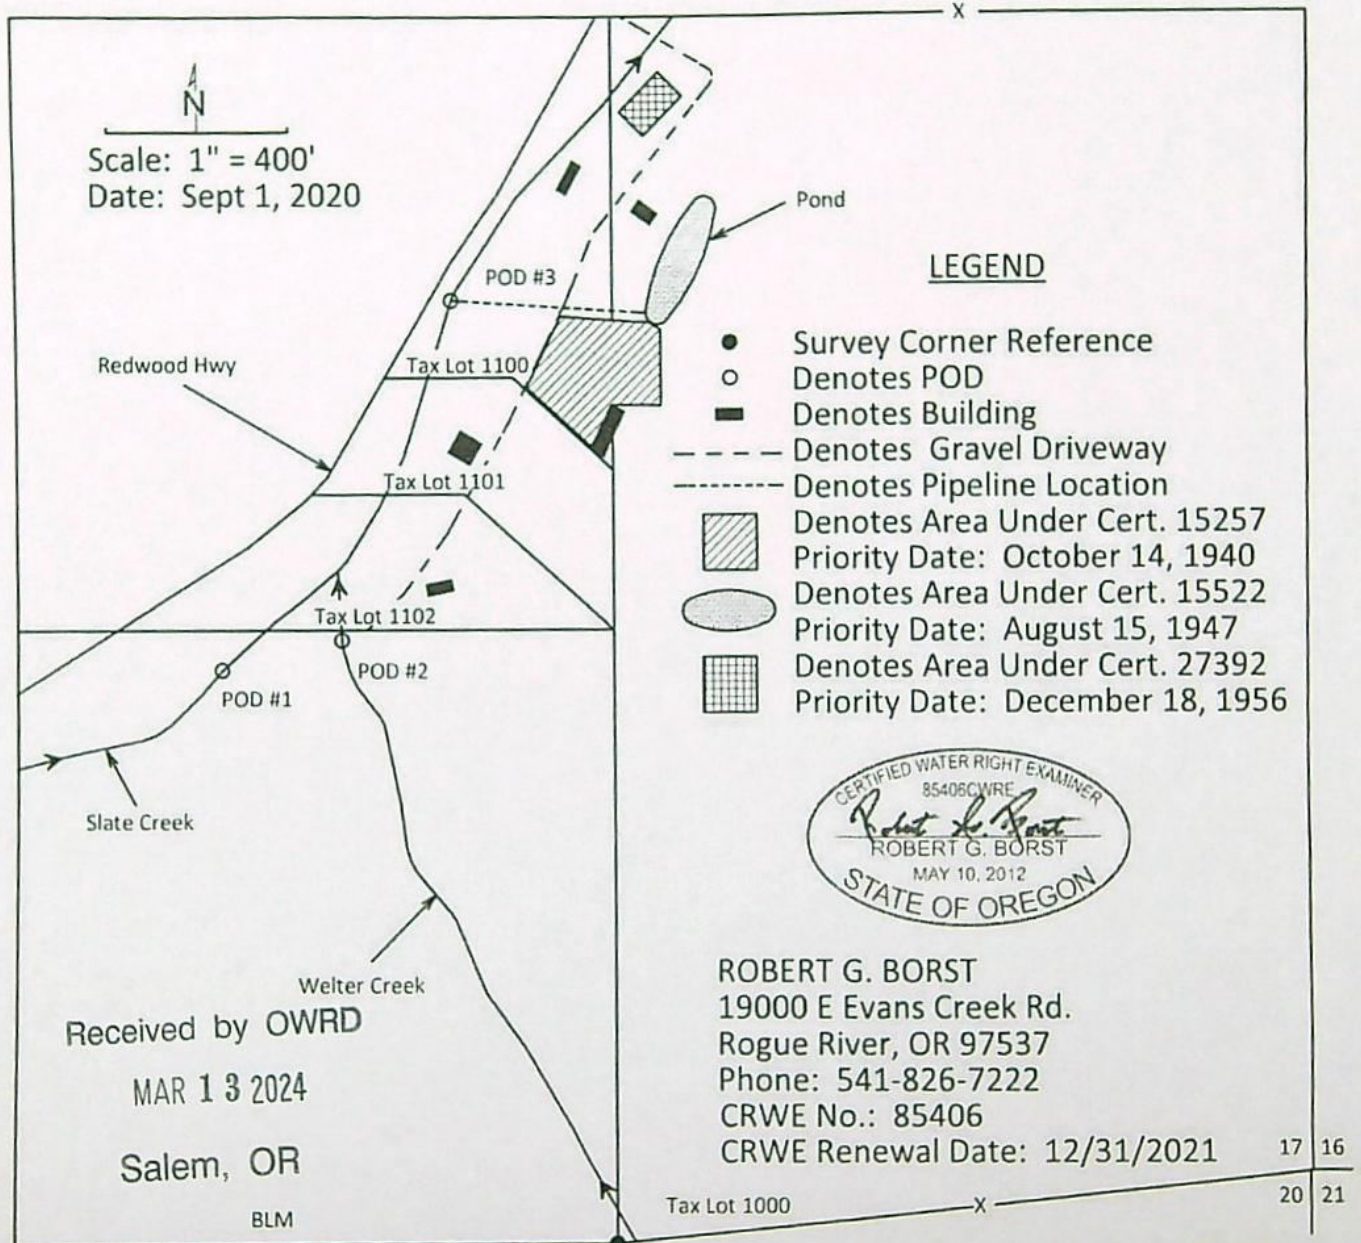 X
N
Scale: 1" = 400'
Date: Sept 1, 2020
Pond
POD #3
LEGEND
Survey Corner Reference
Denotes POD
Denotes Building
Denotes Gravel Driveway
Denotes Pipeline Location
Denotes Area Under Cert. 15257
Priority Date: October 14, 1940
Denotes Area Under Cert. 15522
Priority Date: August 15, 1947
Denotes Area Under Cert. 27392
Priority Date: December 18, 1956
Redwood Hwy
Tax Lot 1100
Tax Lot 1101
Tax Lot 1102
POD #2
POD #1
Slate Creek
Welter Creek
CERTIFIED WATER RIGHT EXAMINER
85406CWRE
Robert G. Borst
ROBERT G. BORST
MAY 10, 2012
STATE OF OREGON
ROBERT G. BORST
19000 E Evans Creek Rd.
Rogue River, OR 97537
Phone: 541-826-7222
CRWE No.: 85406
CRWE Renewal Date: 12/31/2021
Received by OWRD
MAR 13 2024
Salem, OR
BLM
Tax Lot 1000
X
17 16
20 21